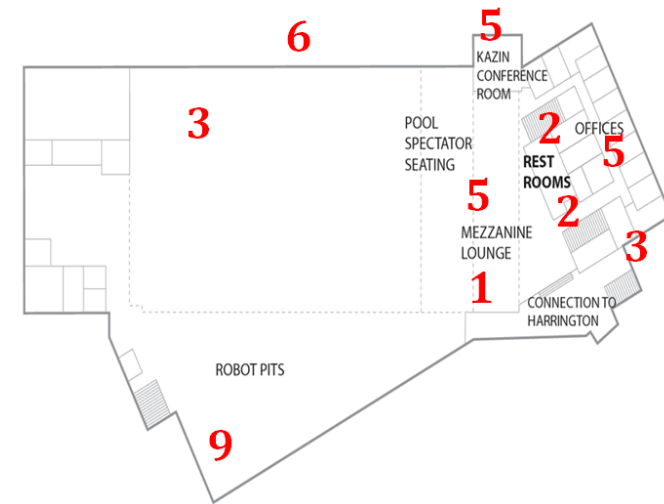 6
5
KAZIN
CONFERENCE
ROOM
3
POOL
SPECTATOR
SEATING
2
OFFICES
5
REST
ROOMS
5
2
MEZZANINE
LOUNGE
3
1
CONNECTION TO
HARRINGTON
ROBOT PITS
9